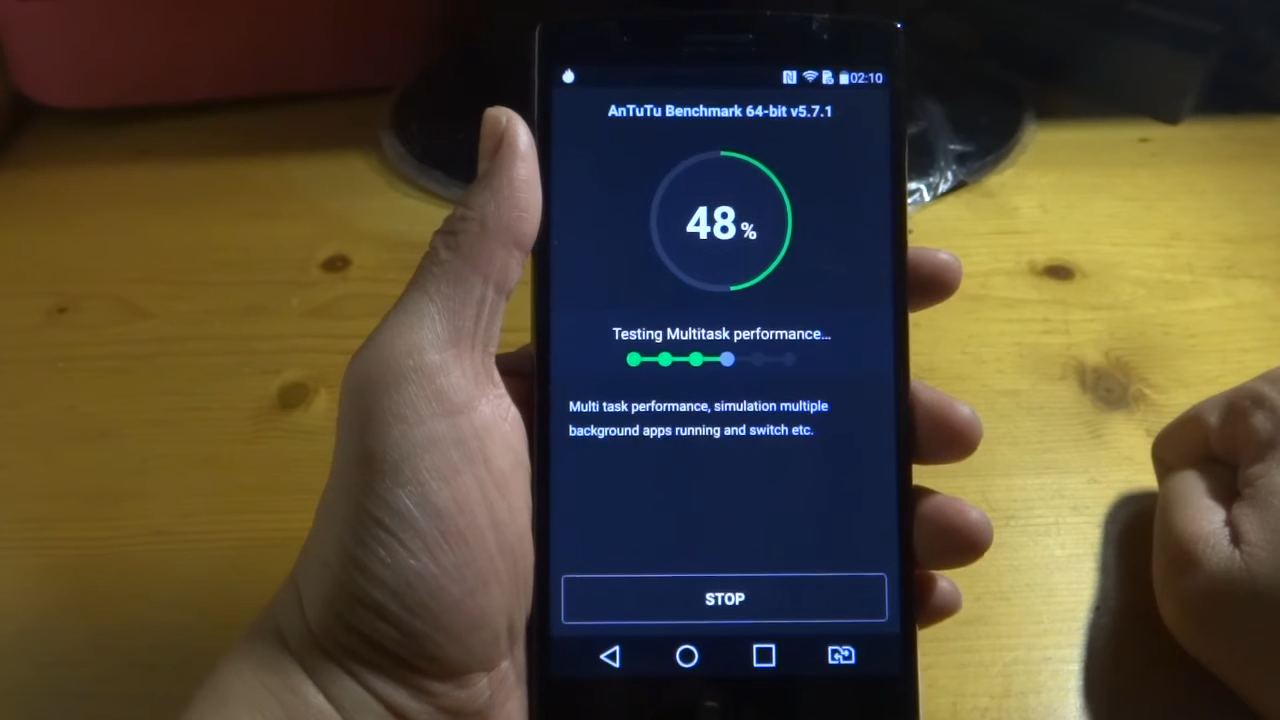 02:10
AnTuTu Benchmark 64-bit v5.7.1
48%
Testing Multitask performance...
Multi task performance, simulation multiple
background apps running and switch etc.
STOP